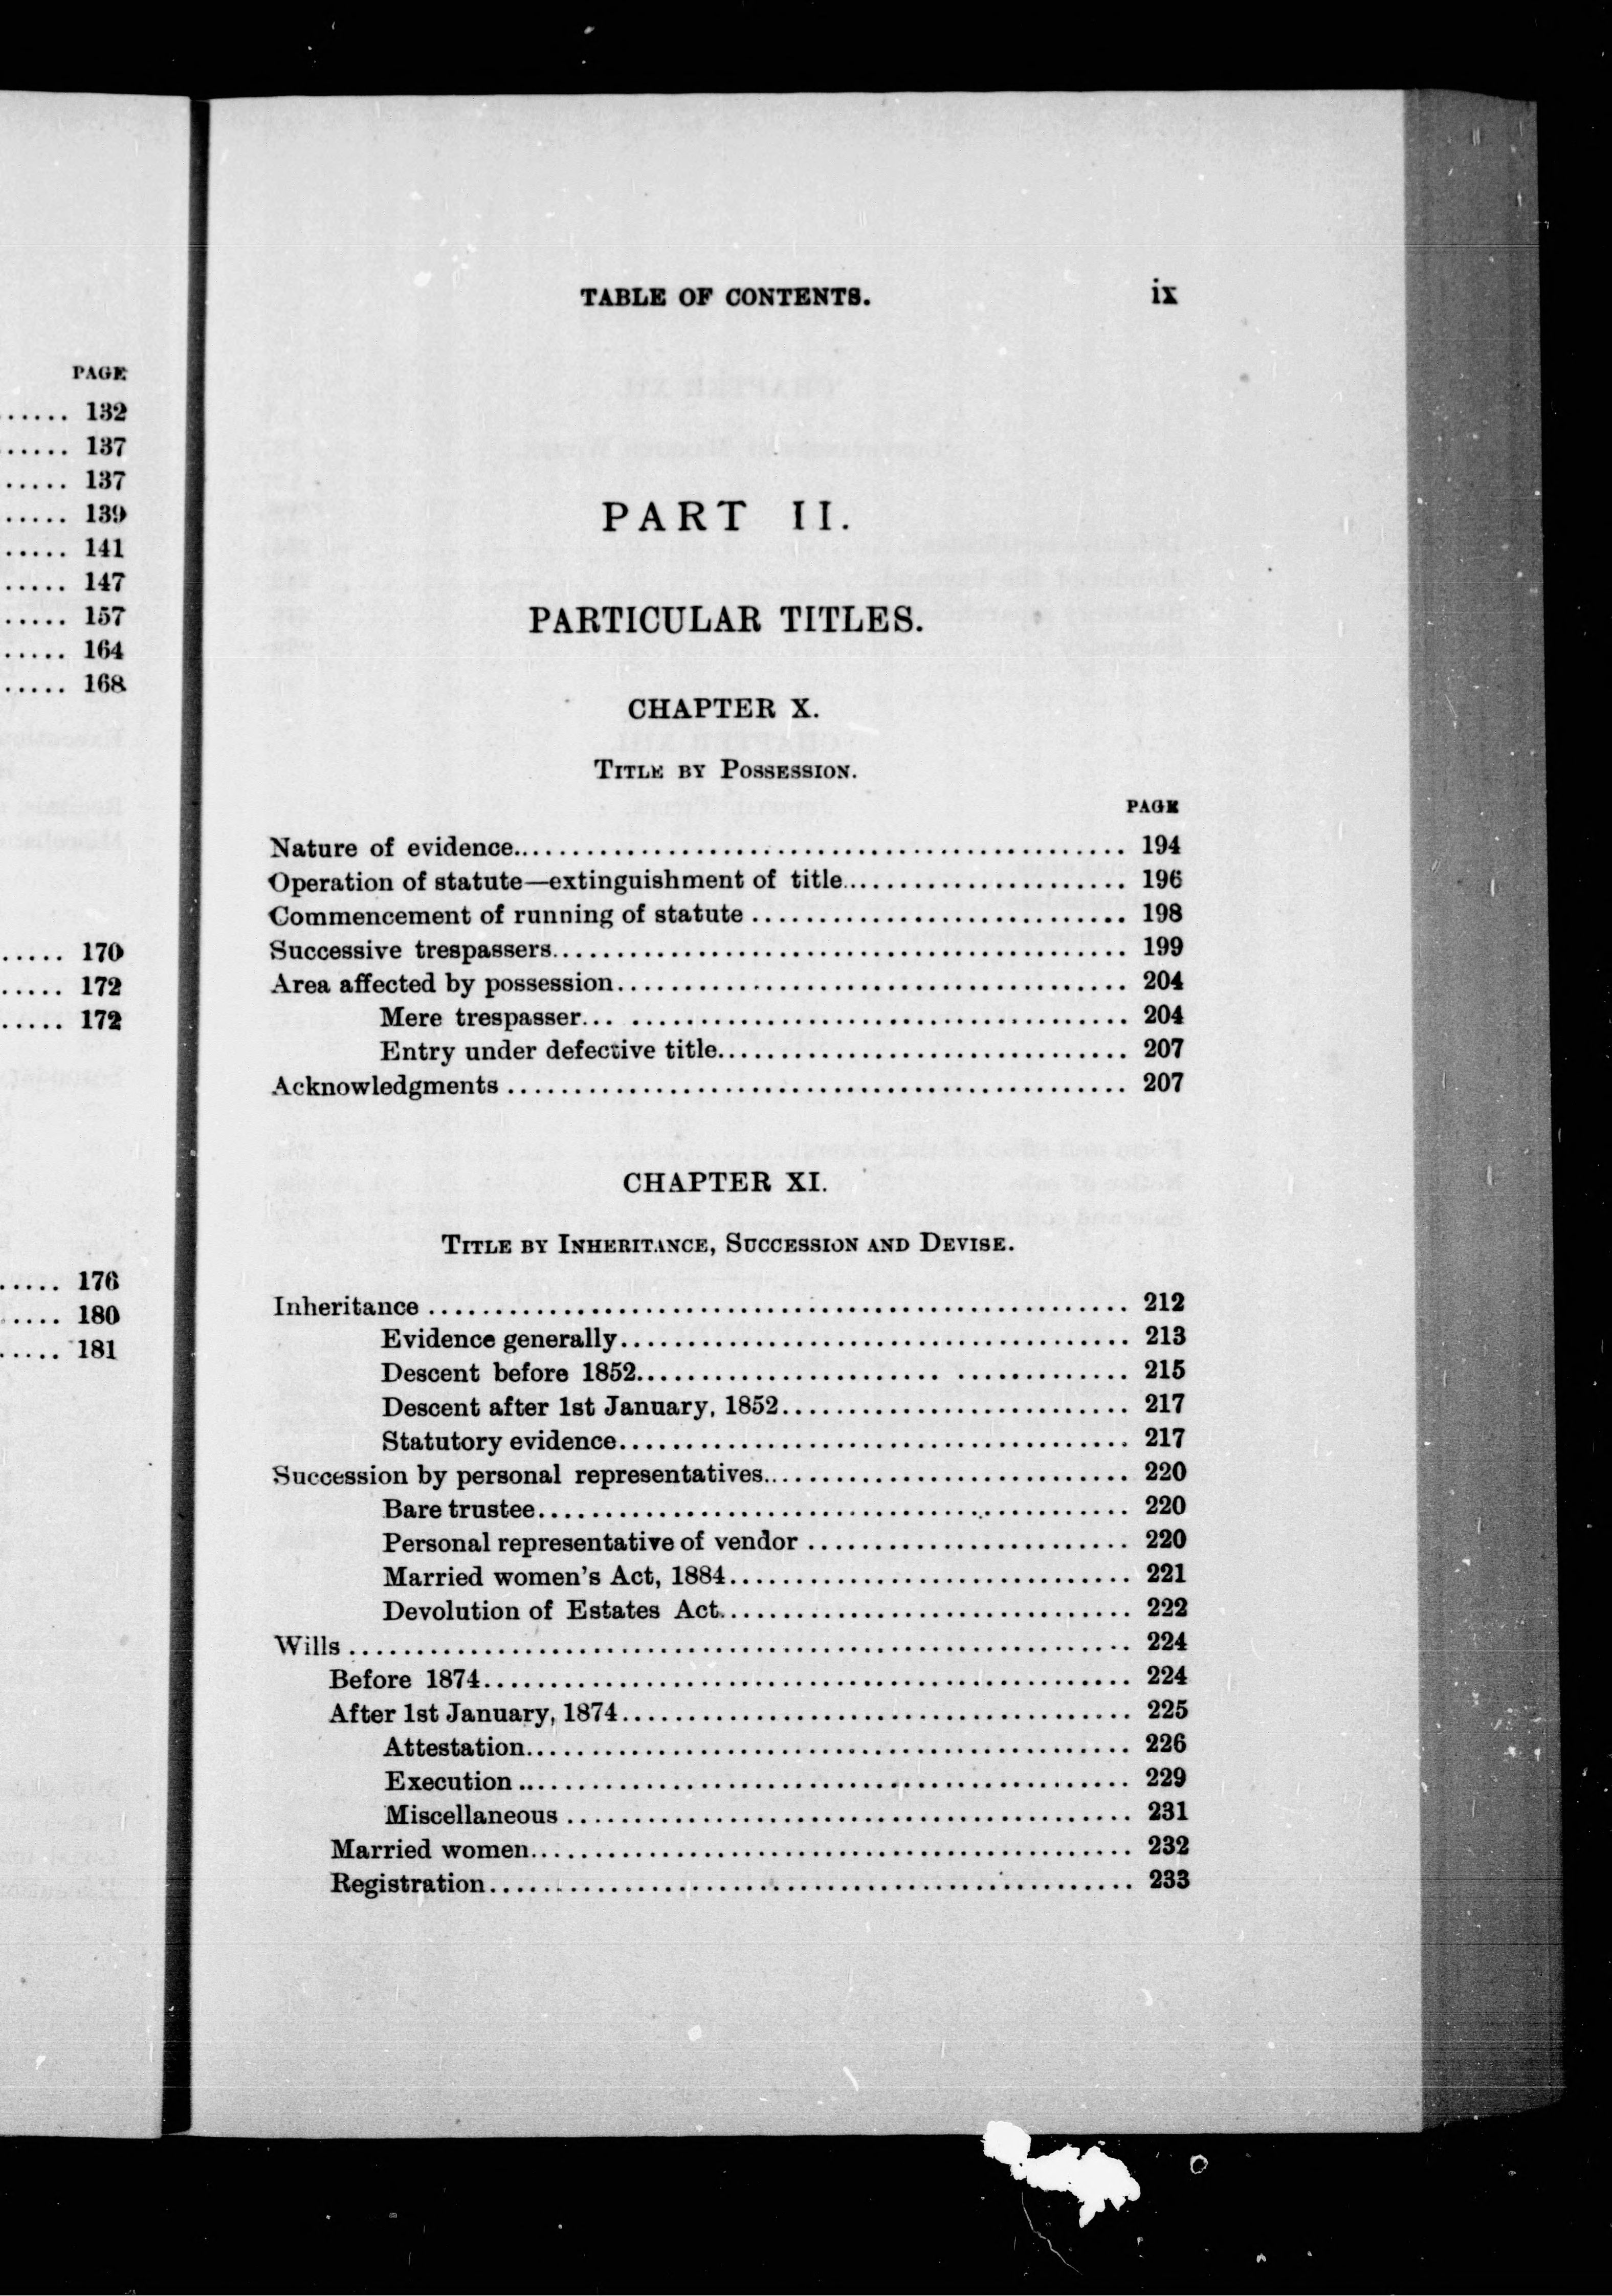 PAGE
...... 132
...... 137
..... 137
..... 139
..... 141
..... 147
..... 157
..... 164
..... 168
..... 170
..... 172
..... 172
..... 176
..... 180
..... 181
TABLE OF CONTENTS. ix
PART II.
PARTICULAR TITLES.
CHAPTER X.
TITLE BY POSSESSION.
PAGE
Nature of evidence.............................................. 194
Operation of statute—extinguishment of title...................... 196
Commencement of running of statute ............................ 198
Successive trespassers........................................... 199
Area affected by possession...................................... 204
Mere trespasser... ...................................... 204
Entry under defective title............................... 207
Acknowledgments ............................................... 207
CHAPTER XI.
TITLE BY INHERITANCE, SUCCESSION AND DEVISE.
Inheritance ..................................................... 212
Evidence generally...................................... 213
Descent before 1852....................... ............. 215
Descent after 1st January, 1852.......................... 217
Statutory evidence....................................... 217
Succession by personal representatives........................... 220
Bare trustee............................................. 220
Personal representative of vendor ........................ 220
Married women's Act, 1884.............................. 221
Devolution of Estates Act............................... 222
Wills ........................................................... 224
Before 1874................................................ 224
After 1st January, 1874...................................... 225
Attestation.............................................. 226
Execution .............................................. 229
Miscellaneous .......................................... 231
Married women............................................. 232
Registration................................................ 233